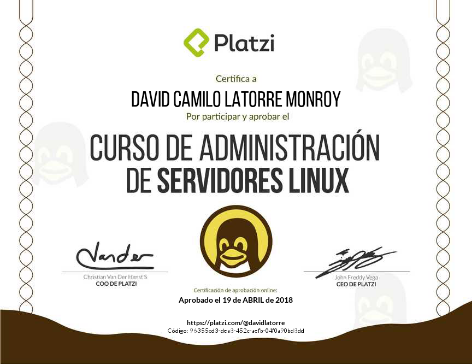 Platzi
Certifica a
DAVID CAMILO LATORRE MONROY
Por participar y aprobar el
CURSO DE ADMINISTRACIÓN
DE SERVIDORES LINUX
Christian Van Der Henst S.
COO DE PLATZI
John Freddy Vega
CEO DE PLATZI
Certificación de aprobación online:
Aprobado el 19 de ABRIL de 2018
https://platzi.com/@davidlatorre
Código: